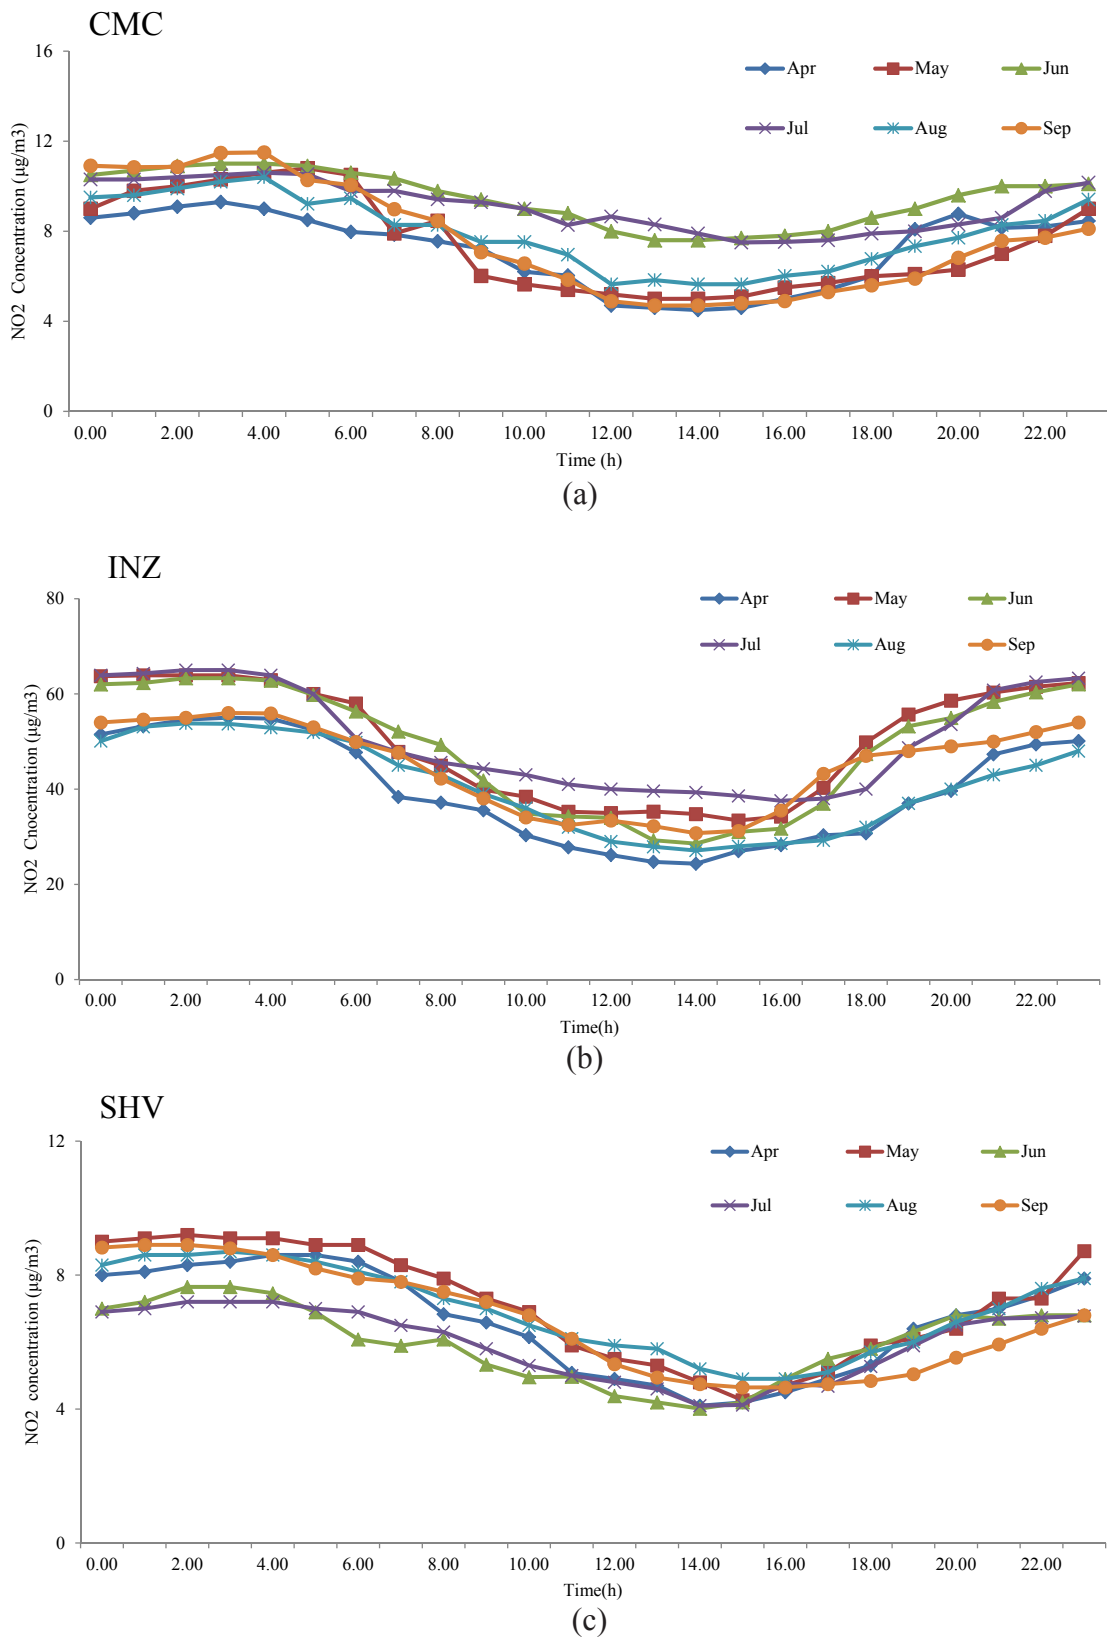 CMC
16
12
8
4
0
NO2 Concentration (µg/m3)
Apr May Jun
Jul Aug Sep
0.00 2.00 4.00 6.00 8.00 10.00 12.00 14.00 16.00 18.00 20.00 22.00
Time (h)
(a)
INZ
80
60
40
20
0
NO2 Cnocentration (µg/m3)
Apr May Jun
Jul Aug Sep
0.00 2.00 4.00 6.00 8.00 10.00 12.00 14.00 16.00 18.00 20.00 22.00
Time(h)
(b)
SHV
12
8
4
0
NO2 concentration (µg/m3)
Apr May Jun
Jul Aug Sep
0.00 2.00 4.00 6.00 8.00 10.00 12.00 14.00 16.00 18.00 20.00 22.00
Time(h)
(c)